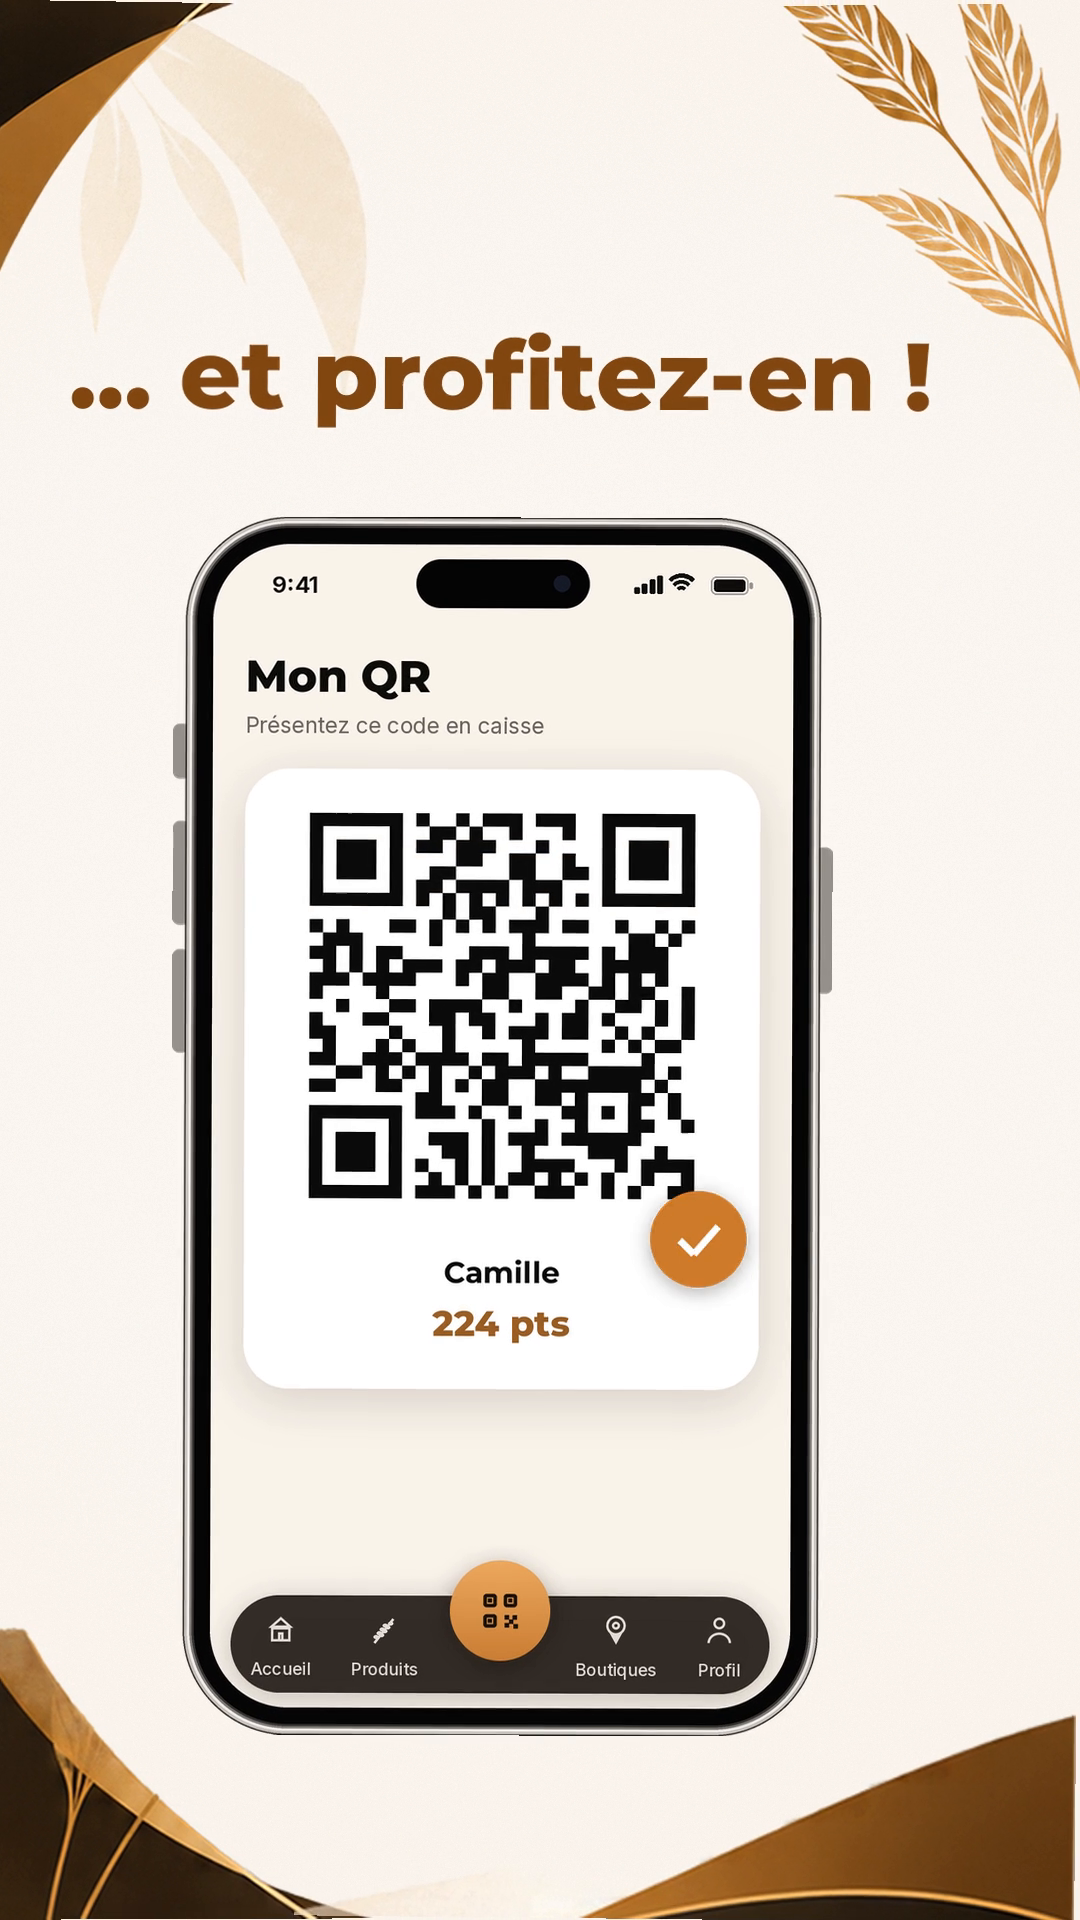 ... et profitez-en !
9:41
Mon QR
Présentez ce code en caisse
Camille
224 pts
Accueil
Produits
Boutiques
Profil